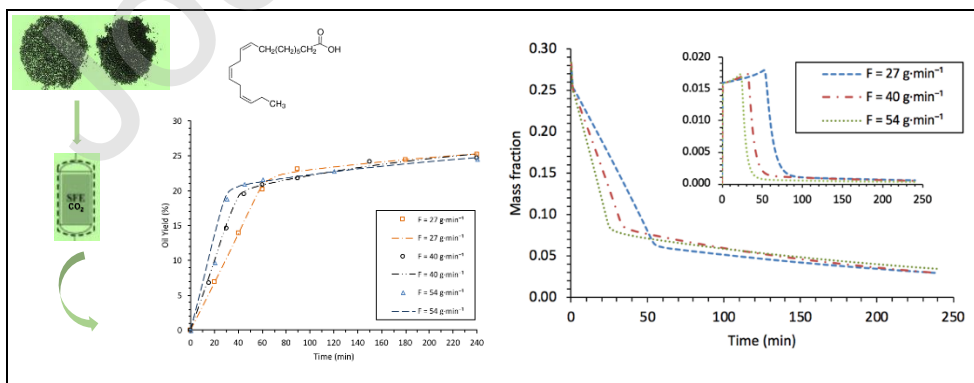 O
CH₂(CH₂)₅CH₂
OH
CH₃
SFE
CO₂
Oil Yield (%)
30
25
20
15
10
5
0
F = 27 g·min⁻¹
F = 27 g·min⁻¹
F = 40 g·min⁻¹
F = 40 g·min⁻¹
F = 54 g·min⁻¹
F = 54 g·min⁻¹
0 20 40 60 80 100 120 140 160 180 200 220 240
Time (min)
Mass fraction
0.30
0.25
0.20
0.15
0.10
0.05
0.00
0 50 100 150 200 250
Time (min)
0.020
0.015
0.010
0.005
0.000
0 50 100 150 200 250
F = 27 g·min⁻¹
F = 40 g·min⁻¹
F = 54 g·min⁻¹